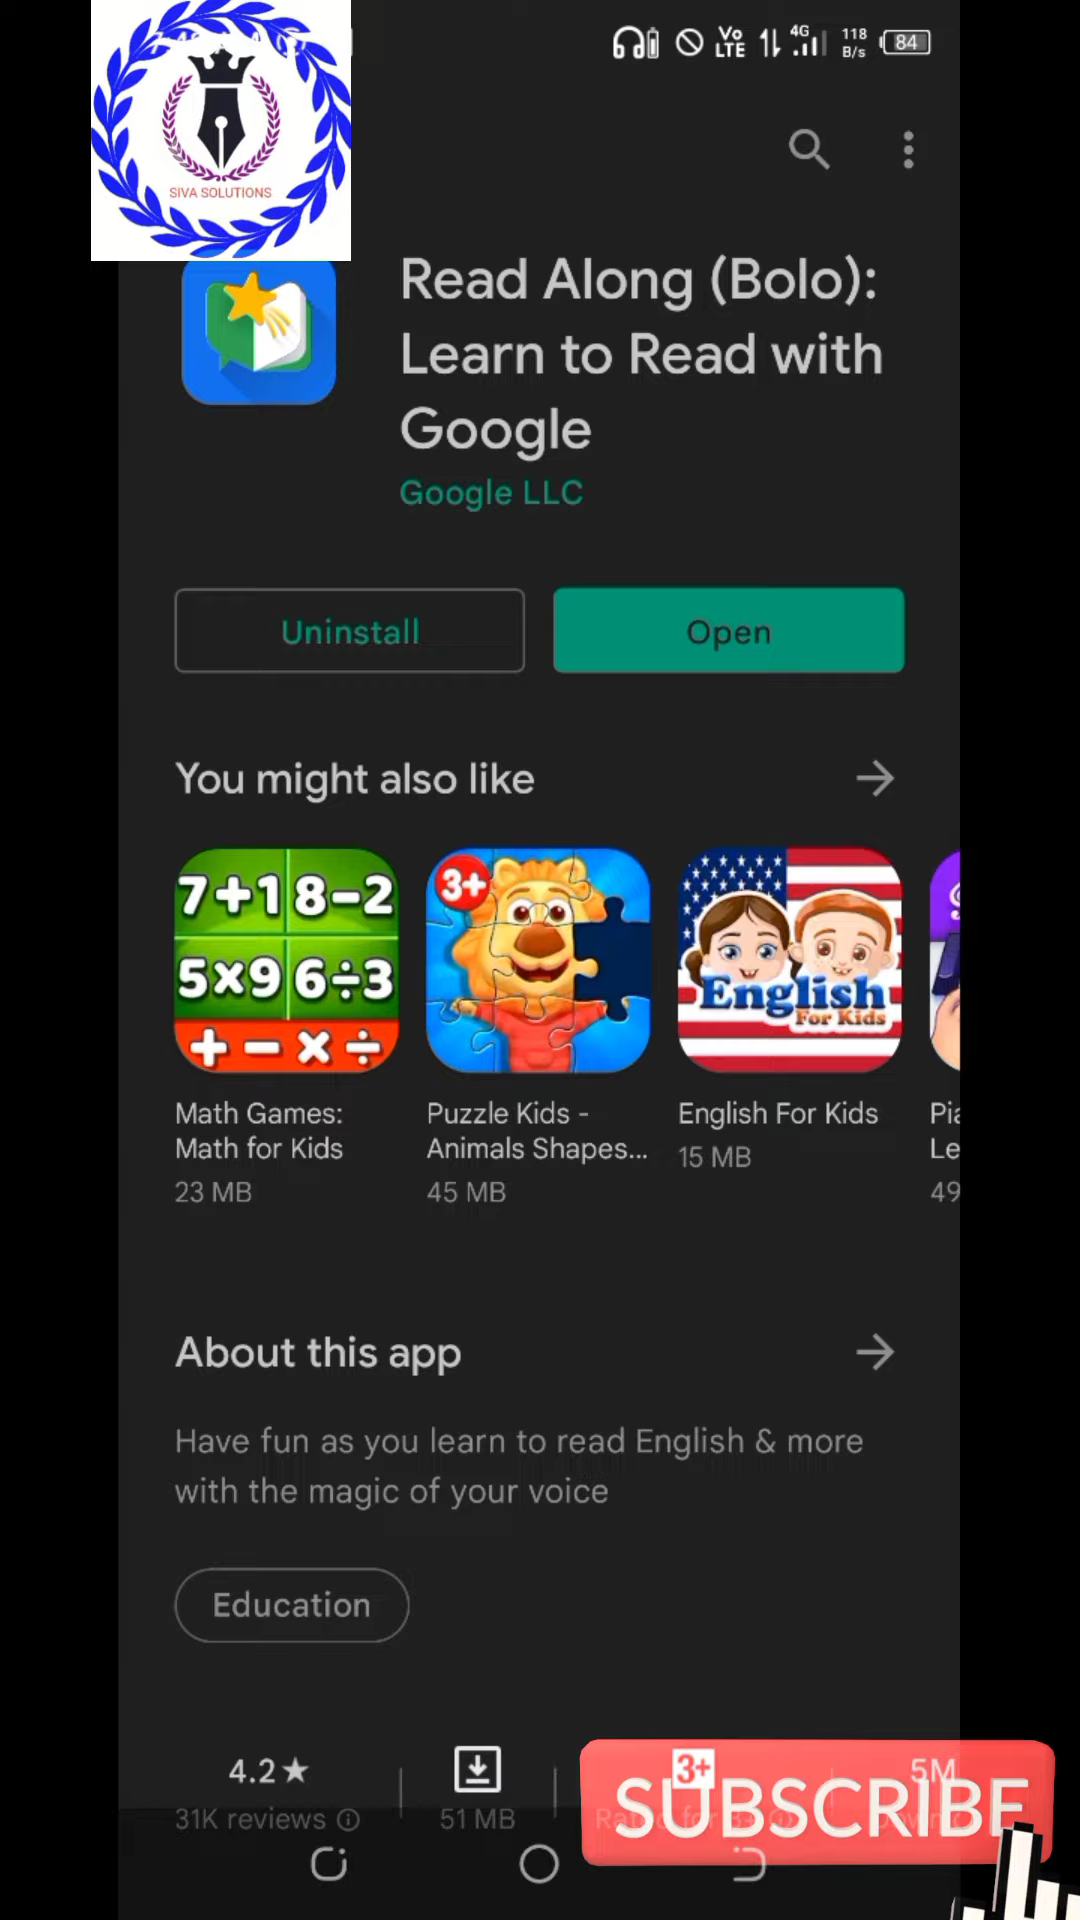 SIVA SOLUTIONS
Vo LTE 4G 118 B/s 84
Read Along (Bolo):
Learn to Read with
Google
Google LLC
Uninstall
Open
You might also like
7+1 8-2
5×9 6÷3
+ - × ÷
3+
English
For Kids
Math Games:
Math for Kids
23 MB
Puzzle Kids -
Animals Shapes...
45 MB
English For Kids
15 MB
49
About this app
Have fun as you learn to read English & more
with the magic of your voice
Education
4.2★
31K reviews
51 MB
3+
5M
SUBSCRIBE